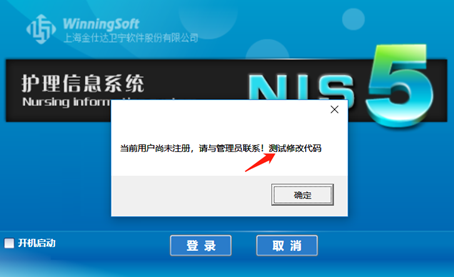 WinningSoft
上海金仕达卫宁软件股份有限公司
护理信息系统
Nursing information
NIS 5
当前用户尚未注册，请与管理员联系！测试修改代码
确定
开机启动
登录
取消